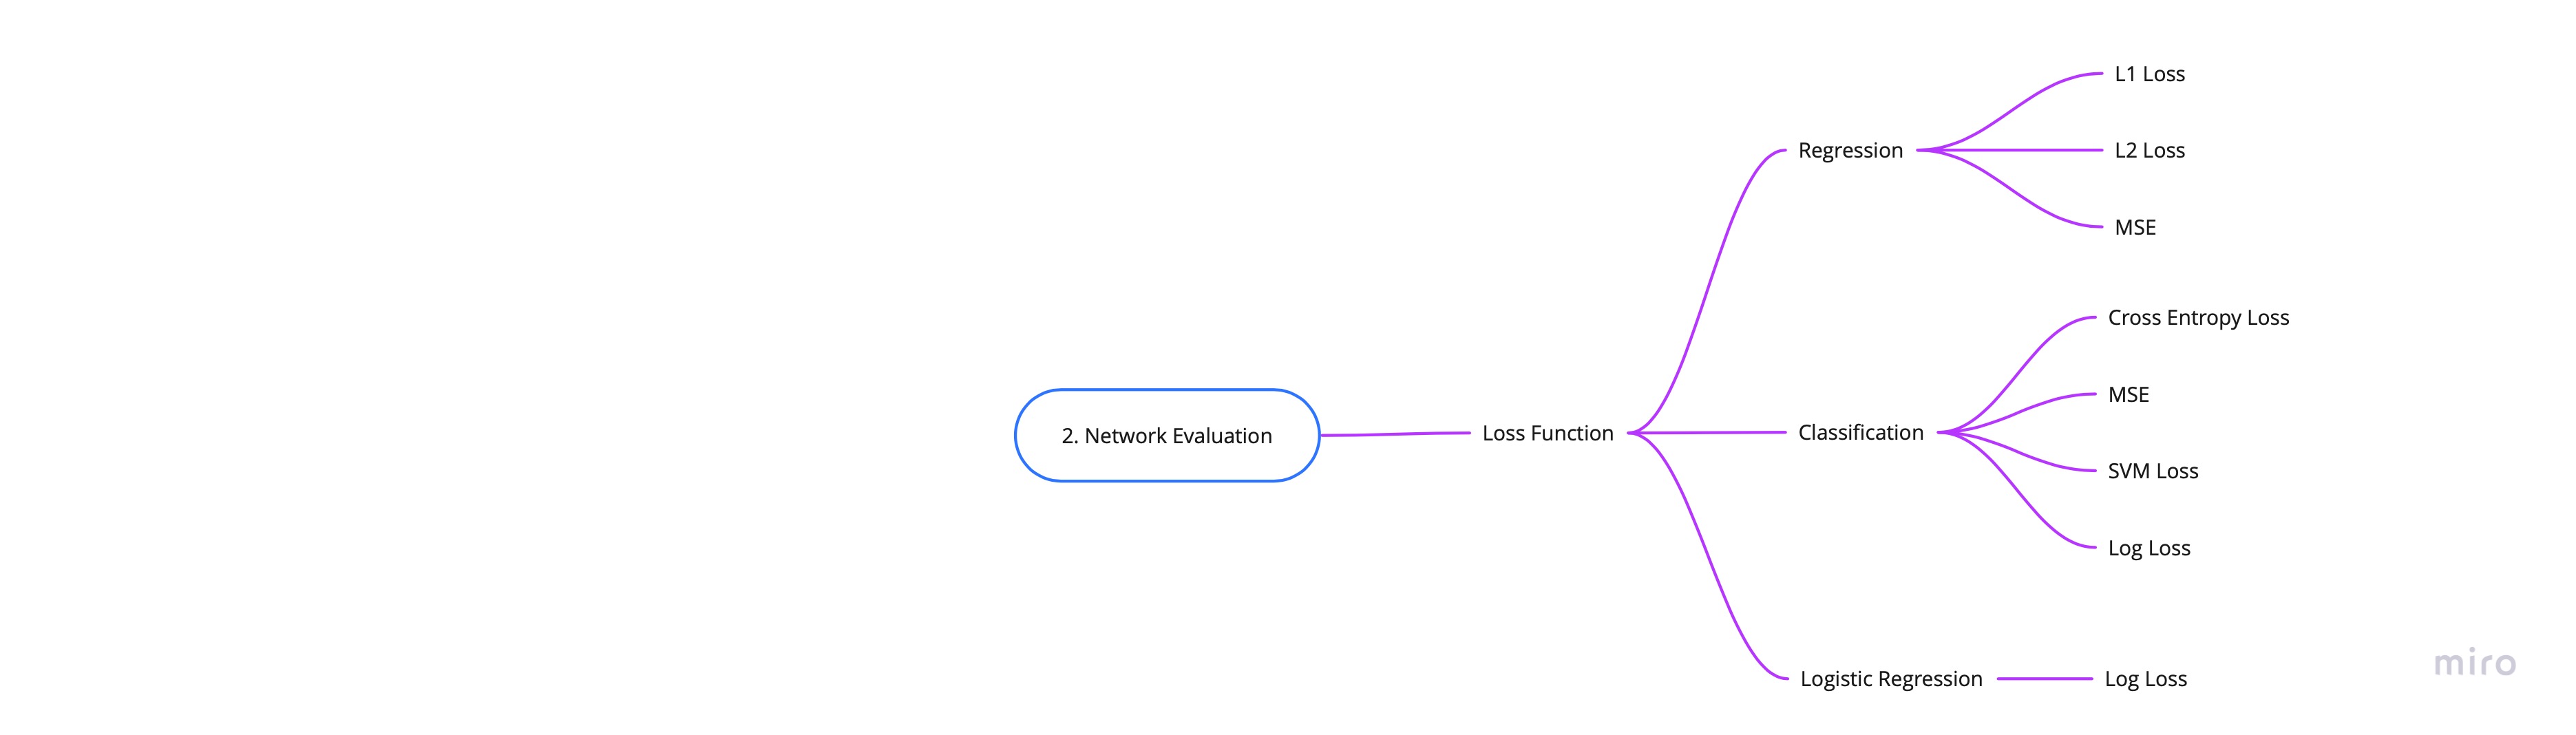 2. Network Evaluation
Loss Function
Regression
L1 Loss
L2 Loss
MSE
Classification
Cross Entropy Loss
MSE
SVM Loss
Log Loss
Logistic Regression
Log Loss
miro